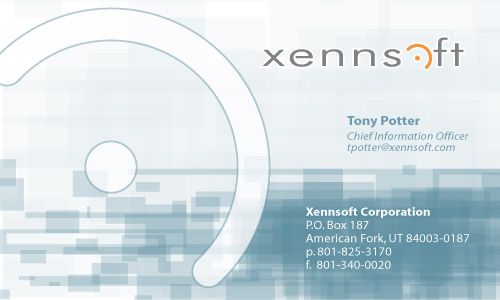 xennsoft
Tony Potter
Chief Information Officer
tpotter@xennsoft.com
Xennsoft Corporation
P.O. Box 187
American Fork, UT 84003-0187
p. 801-825-3170
f. 801-340-0020